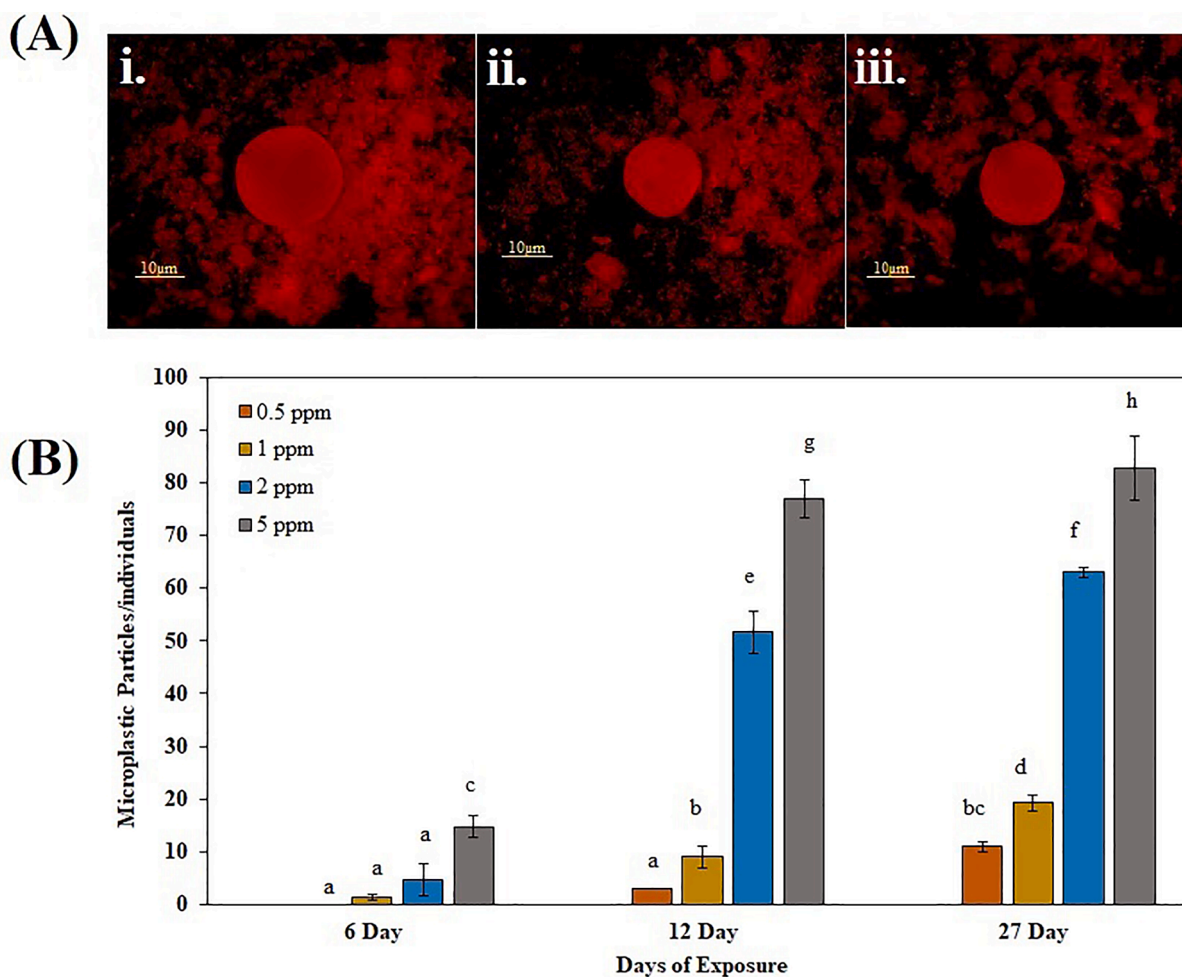 (A)
i.
ii.
iii.
10µm
10µm
10µm
(B)
Microplastic Particles/individuals
100
90
80
70
60
50
40
30
20
10
0
0.5 ppm
1 ppm
2 ppm
5 ppm
a
a
a
c
a
b
e
g
bc
d
f
h
6 Day
12 Day
27 Day
Days of Exposure